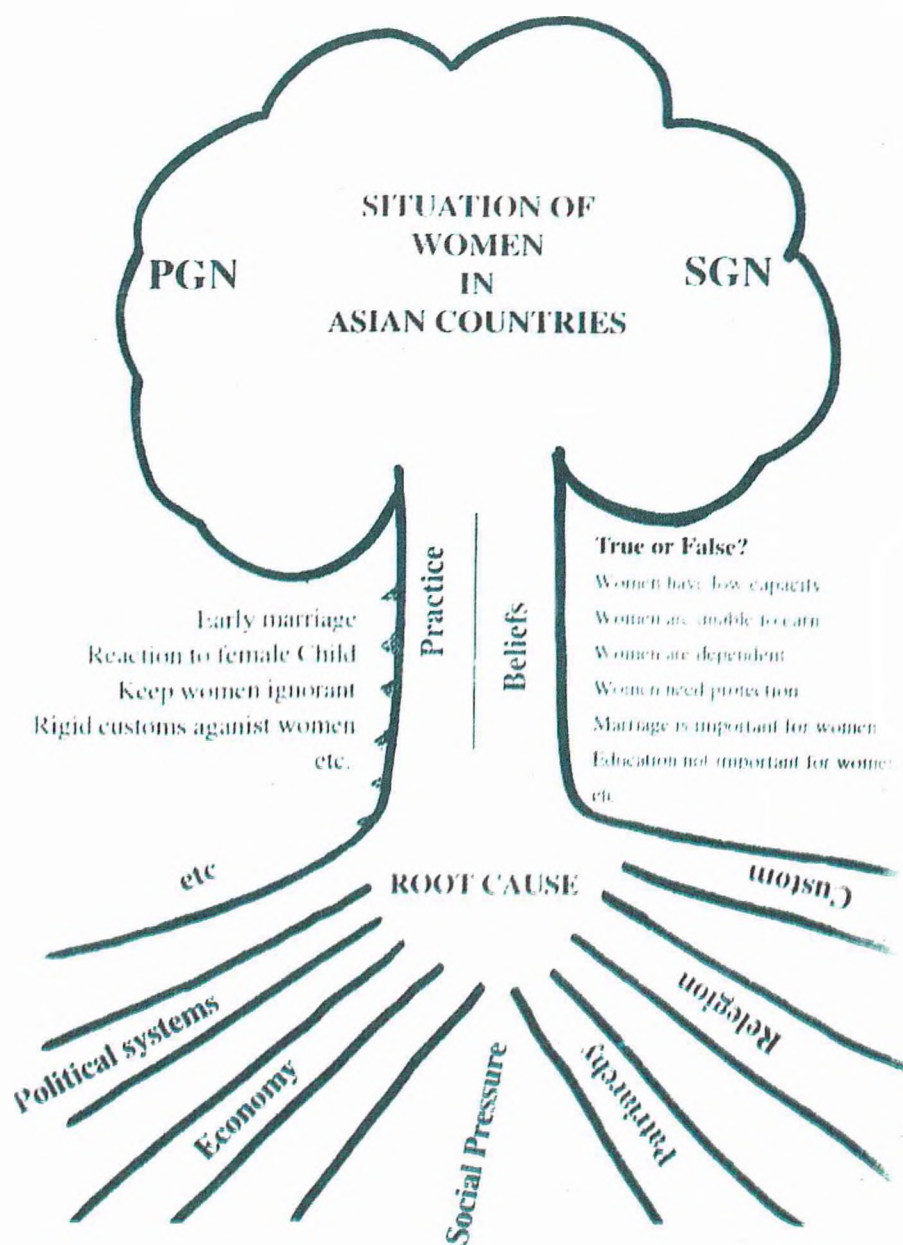 SITUATION OF
WOMEN
IN
ASIAN COUNTRIES
PGN
SGN
Practice
Beliefs
Early marriage
Reaction to female Child
Keep women ignorant
Rigid customs aganist women
etc.
True or False?
Women have low capacity
Women are unable to earn
Women are dependent
Women need protection
Marriage is important for women
Education not important for women
etc
ROOT CAUSE
etc
Political systems
Economy
Social Pressure
Patriarchy
Relegion
Custom